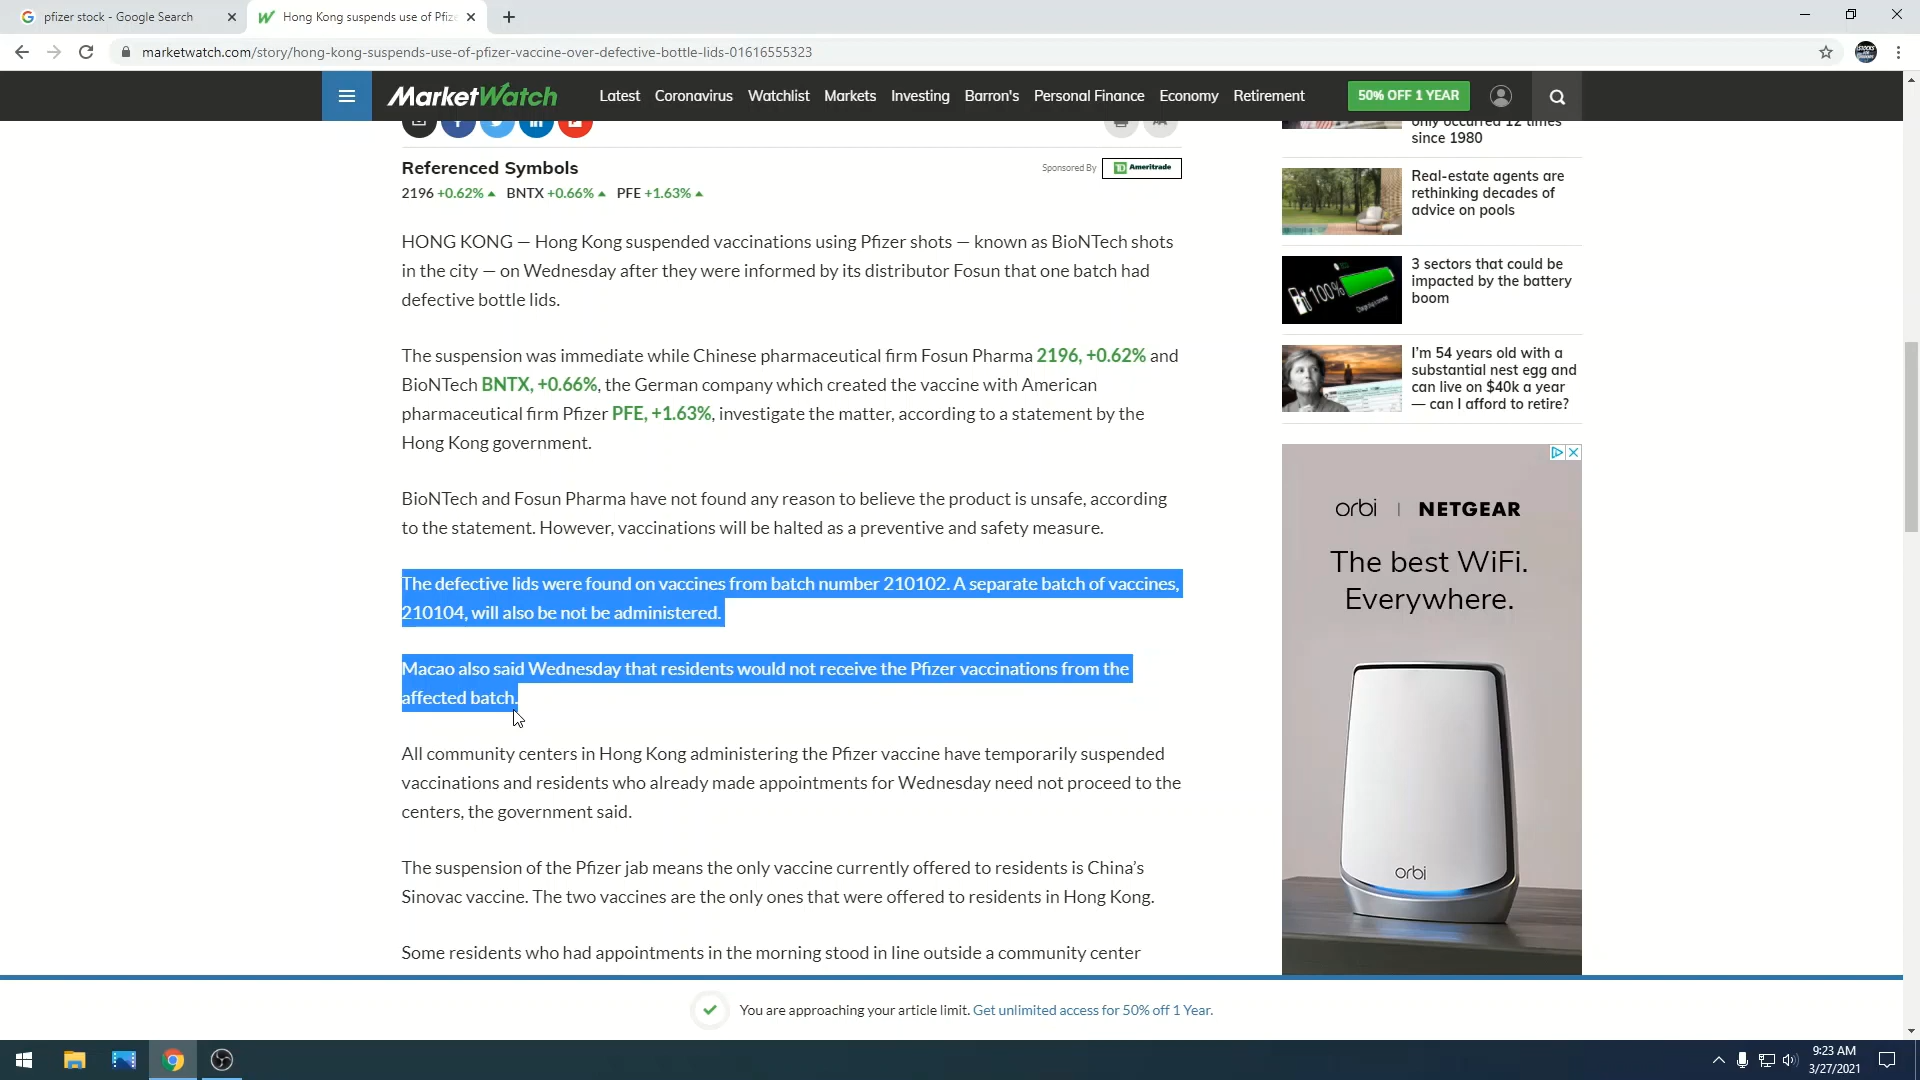 pfizer stock - Google Search
Hong Kong suspends use of Pfize
marketwatch.com/story/hong-kong-suspends-use-of-pfizer-vaccine-over-defective-bottle-lids-01616555323
MarketWatch
Latest Coronavirus Watchlist Markets Investing Barron's Personal Finance Economy Retirement
50% OFF 1 YEAR
Referenced Symbols
Sponsored By
TD Ameritrade
2196 +0.62% BNTX +0.66% PFE +1.63%
HONG KONG — Hong Kong suspended vaccinations using Pfizer shots — known as BioNTech shots
in the city — on Wednesday after they were informed by its distributor Fosun that one batch had
defective bottle lids.
The suspension was immediate while Chinese pharmaceutical firm Fosun Pharma 2196, +0.62% and
BioNTech BNTX, +0.66%, the German company which created the vaccine with American
pharmaceutical firm Pfizer PFE, +1.63%, investigate the matter, according to a statement by the
Hong Kong government.
BioNTech and Fosun Pharma have not found any reason to believe the product is unsafe, according
to the statement. However, vaccinations will be halted as a preventive and safety measure.
The defective lids were found on vaccines from batch number 210102. A separate batch of vaccines,
210104, will also be not be administered.
Macao also said Wednesday that residents would not receive the Pfizer vaccinations from the
affected batch.
All community centers in Hong Kong administering the Pfizer vaccine have temporarily suspended
vaccinations and residents who already made appointments for Wednesday need not proceed to the
centers, the government said.
The suspension of the Pfizer jab means the only vaccine currently offered to residents is China’s
Sinovac vaccine. The two vaccines are the only ones that were offered to residents in Hong Kong.
Some residents who had appointments in the morning stood in line outside a community center
only occurred 12 times
since 1980
Real-estate agents are
rethinking decades of
advice on pools
100%
3 sectors that could be
impacted by the battery
boom
I’m 54 years old with a
substantial nest egg and
can live on $40k a year
— can I afford to retire?
orbi | NETGEAR
The best WiFi.
Everywhere.
orbi
You are approaching your article limit. Get unlimited access for 50% off 1 Year.
9:23 AM
3/27/2021